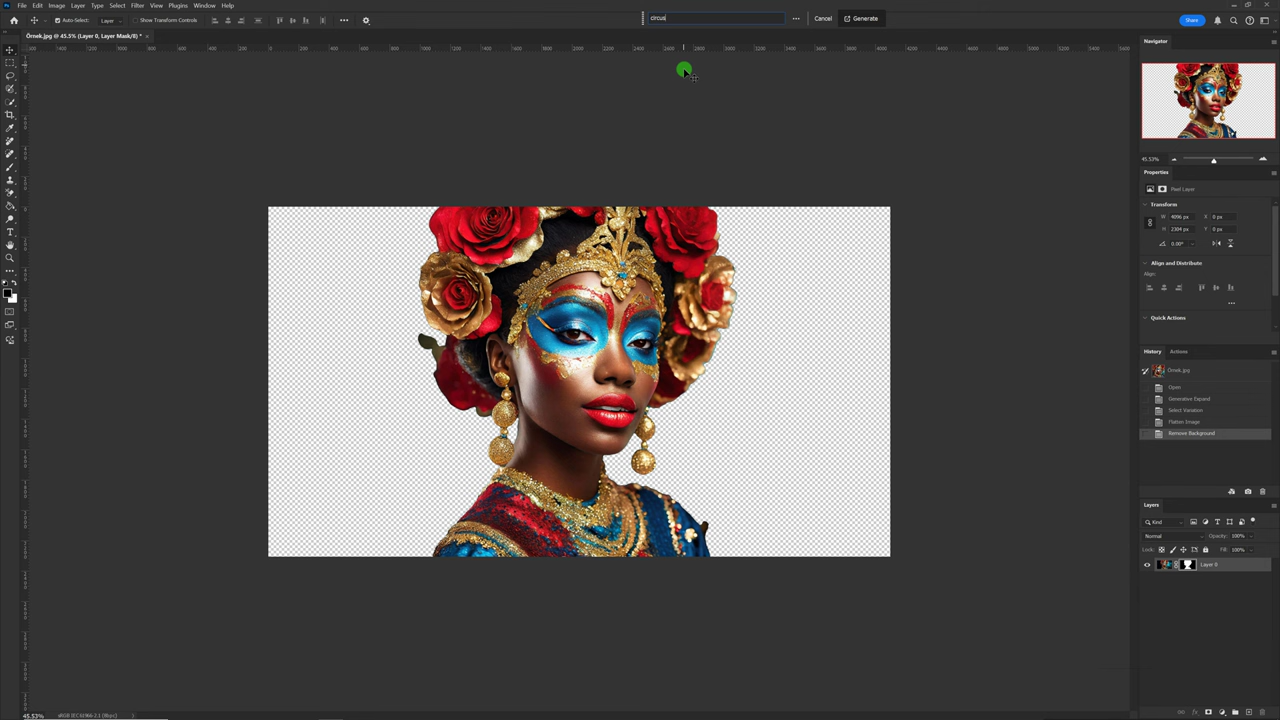 File Edit Image Layer Type Select Filter View Plugins Window Help
Auto-Select: Layer Show Transform Controls
circus
Cancel Generate
Share
Örnek.jpg @ 45.5% (Layer 0, Layer Mask/8) *
Navigator
45.53%
Properties
Pixel Layer
Transform
W 4096 px X 0 px
H 2304 px Y 0 px
0.00°
Align and Distribute
Align:
Quick Actions
History Actions
Örnek.jpg
Open
Generative Expand
Select Variation
Flatten Image
Remove Background
Layers
Kind
Normal Opacity: 100%
Lock: Fill: 100%
Layer 0
45.53%